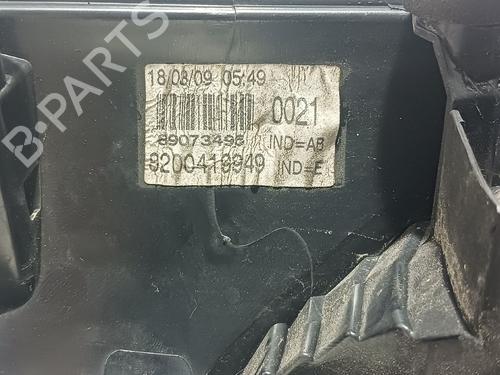 B-PARTS
18/08/09 05:49
0021
89073496 IND=AB
8200419949 IND=E